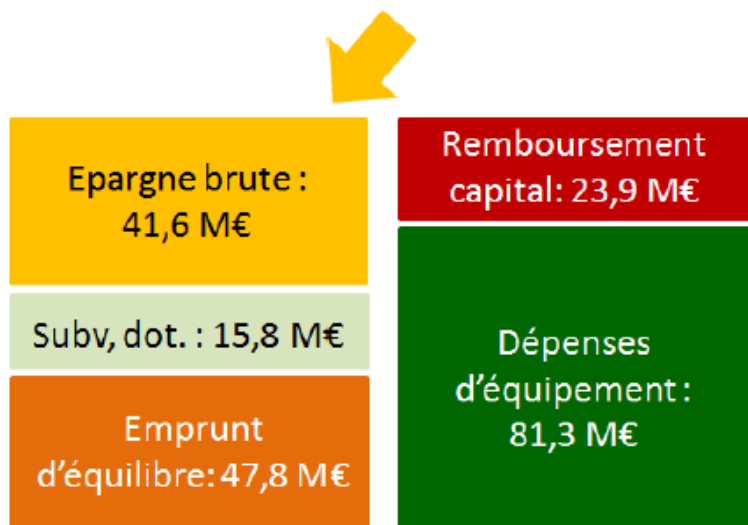 Epargne brute :
41,6 M€
Subv, dot. : 15,8 M€
Emprunt
d'équilibre: 47,8 M€
Remboursement
capital: 23,9 M€
Dépenses
d'équipement :
81,3 M€